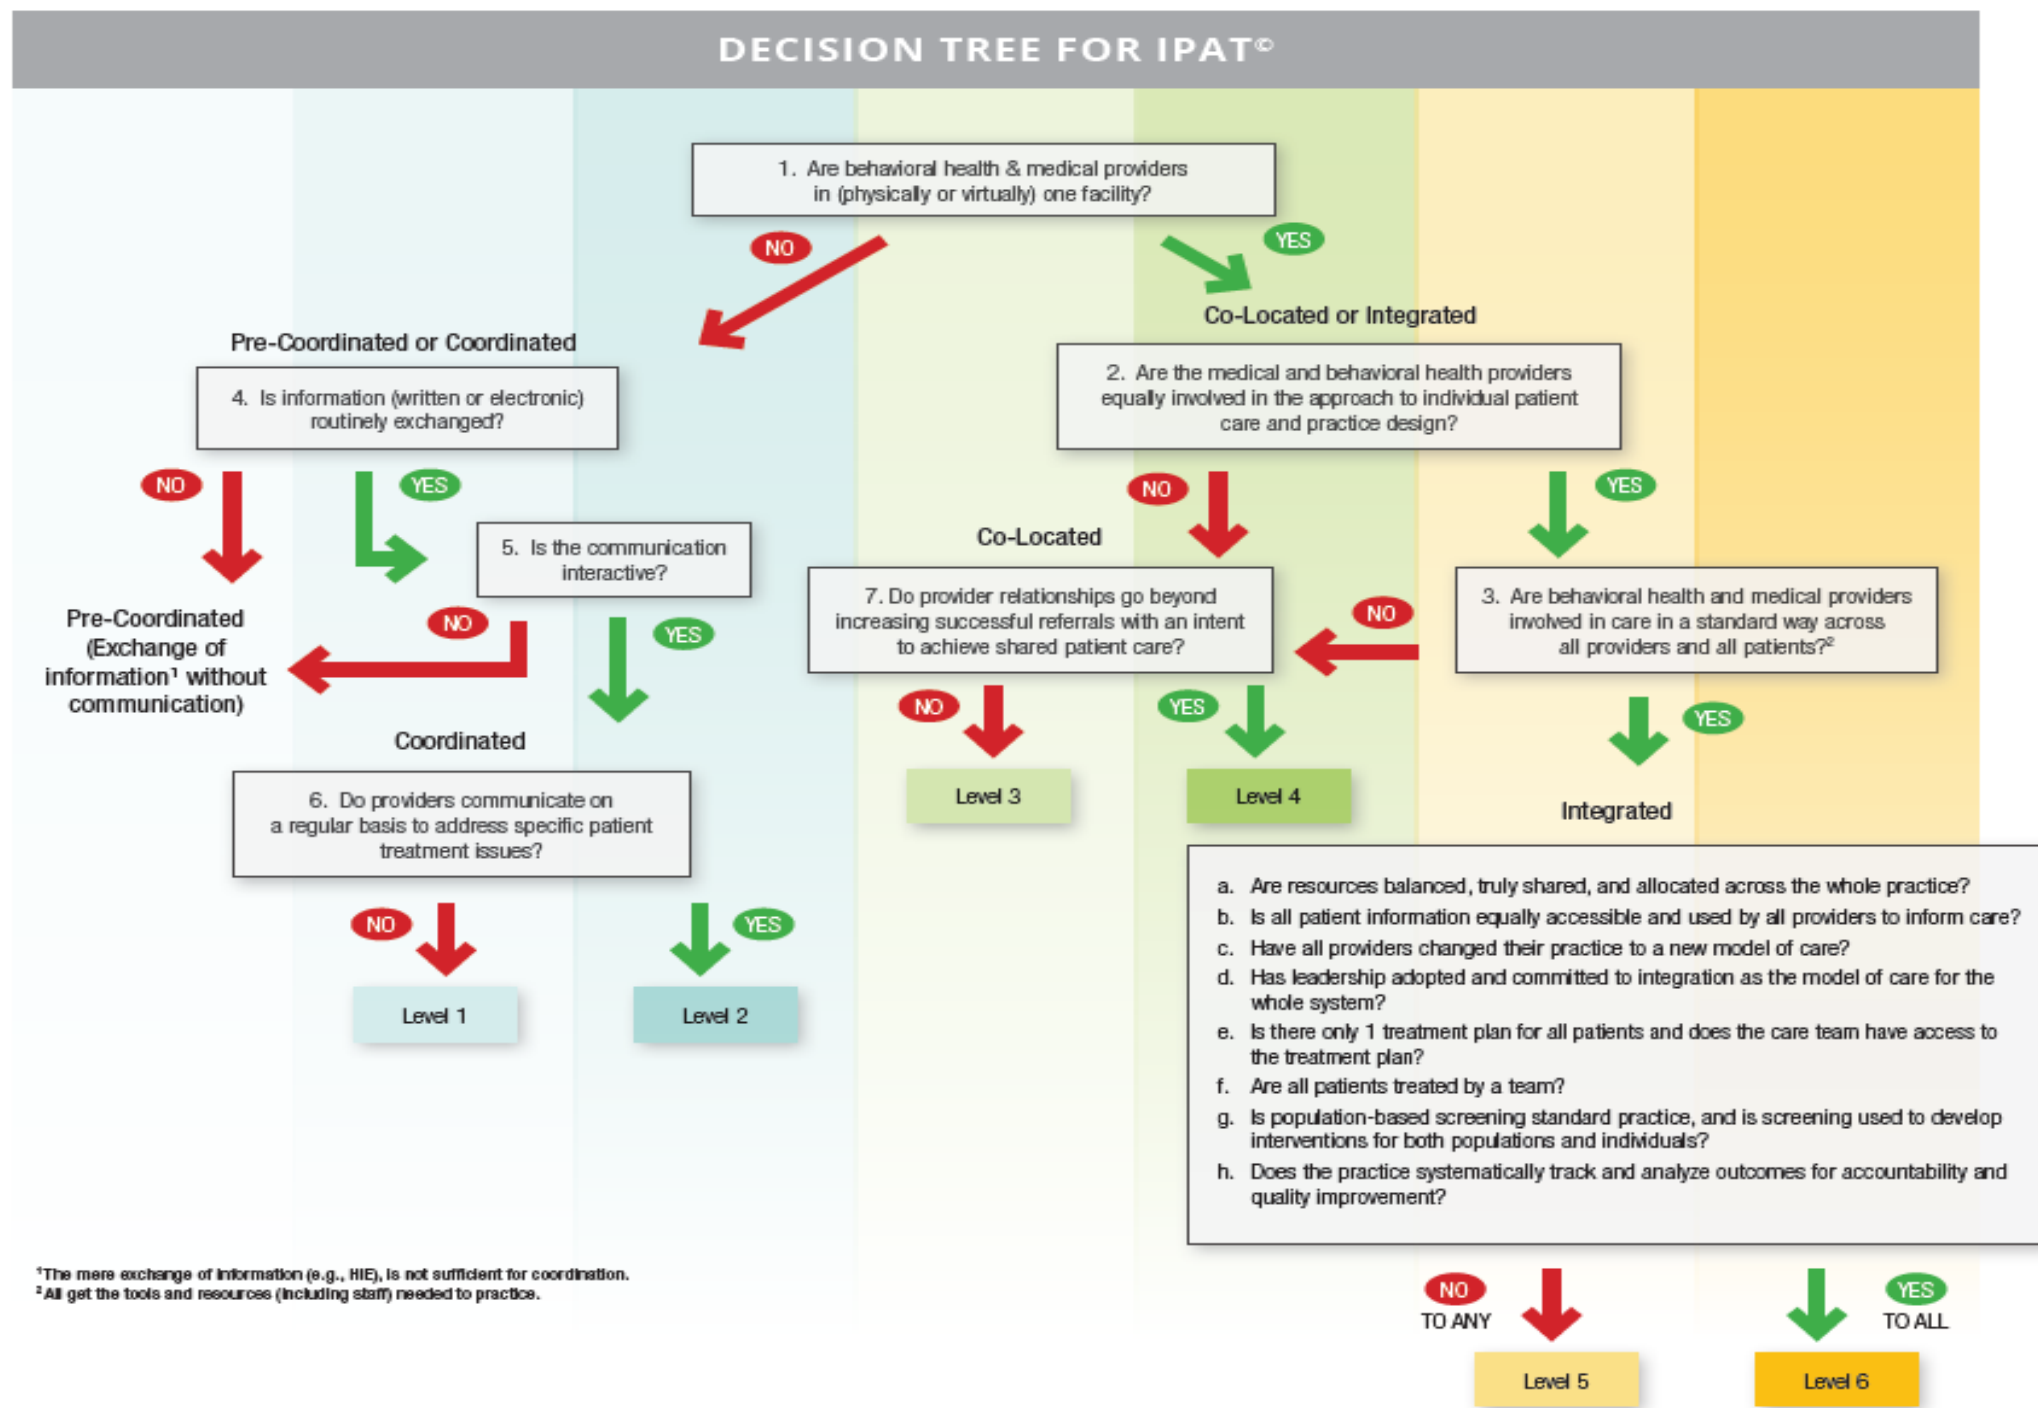 DECISION TREE FOR IPAT©
1. Are behavioral health & medical providers
in (physically or virtually) one facility?
NO
YES
Pre-Coordinated or Coordinated
Co-Located or Integrated
4. Is information (written or electronic)
routinely exchanged?
2. Are the medical and behavioral health providers
equally involved in the approach to individual patient
care and practice design?
NO
YES
NO
YES
5. Is the communication
interactive?
Co-Located
7. Do provider relationships go beyond
increasing successful referrals with an intent
to achieve shared patient care?
NO
3. Are behavioral health and medical providers
involved in care in a standard way across
all providers and all patients?²
Pre-Coordinated
(Exchange of
information¹ without
communication)
NO
YES
NO
YES
YES
Coordinated
6. Do providers communicate on
a regular basis to address specific patient
treatment issues?
Level 3
Level 4
Integrated
NO
YES
Level 1
Level 2
a. Are resources balanced, truly shared, and allocated across the whole practice?
b. Is all patient information equally accessible and used by all providers to inform care?
c. Have all providers changed their practice to a new model of care?
d. Has leadership adopted and committed to integration as the model of care for the
whole system?
e. Is there only 1 treatment plan for all patients and does the care team have access to
the treatment plan?
f. Are all patients treated by a team?
g. Is population-based screening standard practice, and is screening used to develop
interventions for both populations and individuals?
h. Does the practice systematically track and analyze outcomes for accountability and
quality improvement?
¹The mere exchange of information (e.g., HIE), is not sufficient for coordination.
²All get the tools and resources (including staff) needed to practice.
NO
TO ANY
YES
TO ALL
Level 5
Level 6